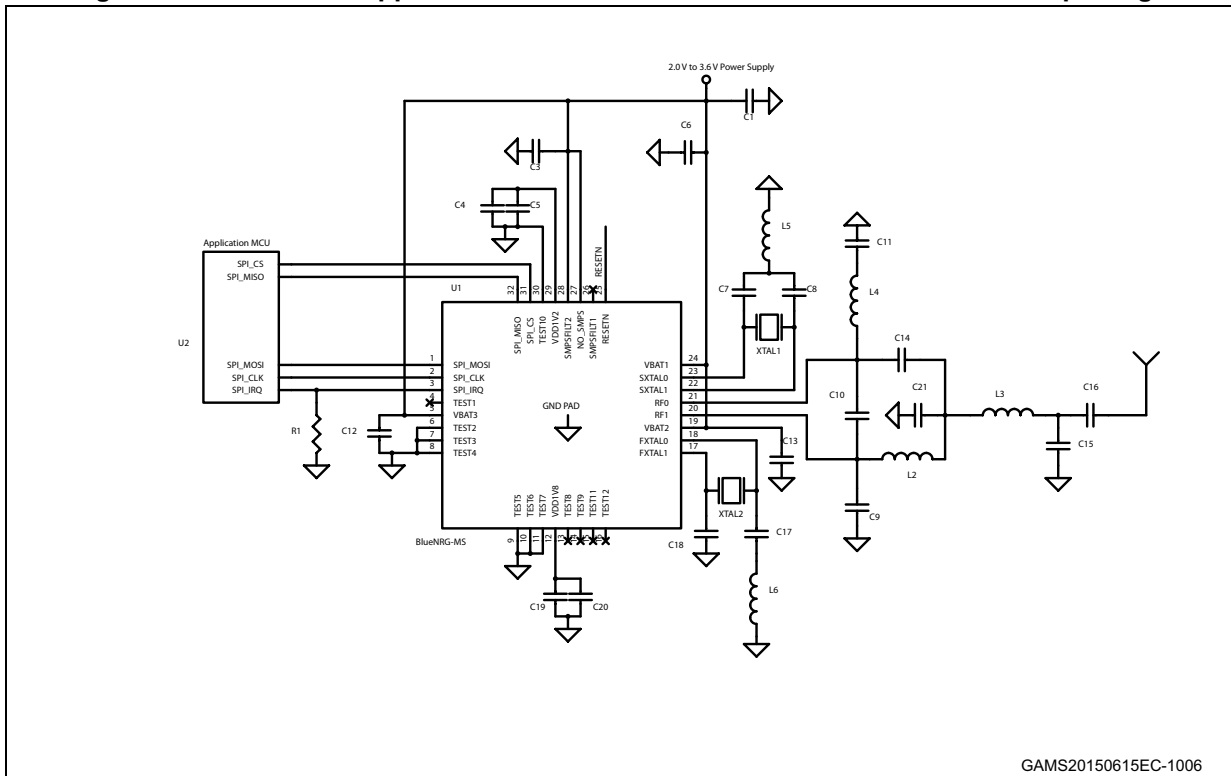 2.0 V to 3.6 V Power Supply
C1
C6
C3
C4
C5
L5
C11
RESETN
Application MCU
SPI_CS
SPI_MISO
U2
SPI_MOSI
SPI_CLK
SPI_IRQ
U1
32
31
30
29
28
27
26
25
SPI_MISO
SPI_CS
TEST10
VDD1V2
SMPSFILT2
NO_SMPS
SMPSFILT1
RESETN
C7
C8
XTAL1
L4
C14
1
2
3
4
5
6
7
8
SPI_MOSI
SPI_CLK
SPI_IRQ
TEST1
VBAT3
TEST2
TEST3
TEST4
GND PAD
VBAT1
SXTAL0
SXTAL1
RF0
RF1
VBAT2
FXTAL0
FXTAL1
24
23
22
21
20
19
18
17
C10
C21
L3
C16
C15
R1
C12
C13
L2
TEST5
TEST6
TEST7
VDD1V8
TEST8
TEST9
TEST11
TEST12
9
10
11
12
13
14
15
16
XTAL2
C9
BlueNRG-MS
C18
C17
C19
C20
L6
GAMS20150615EC-1006